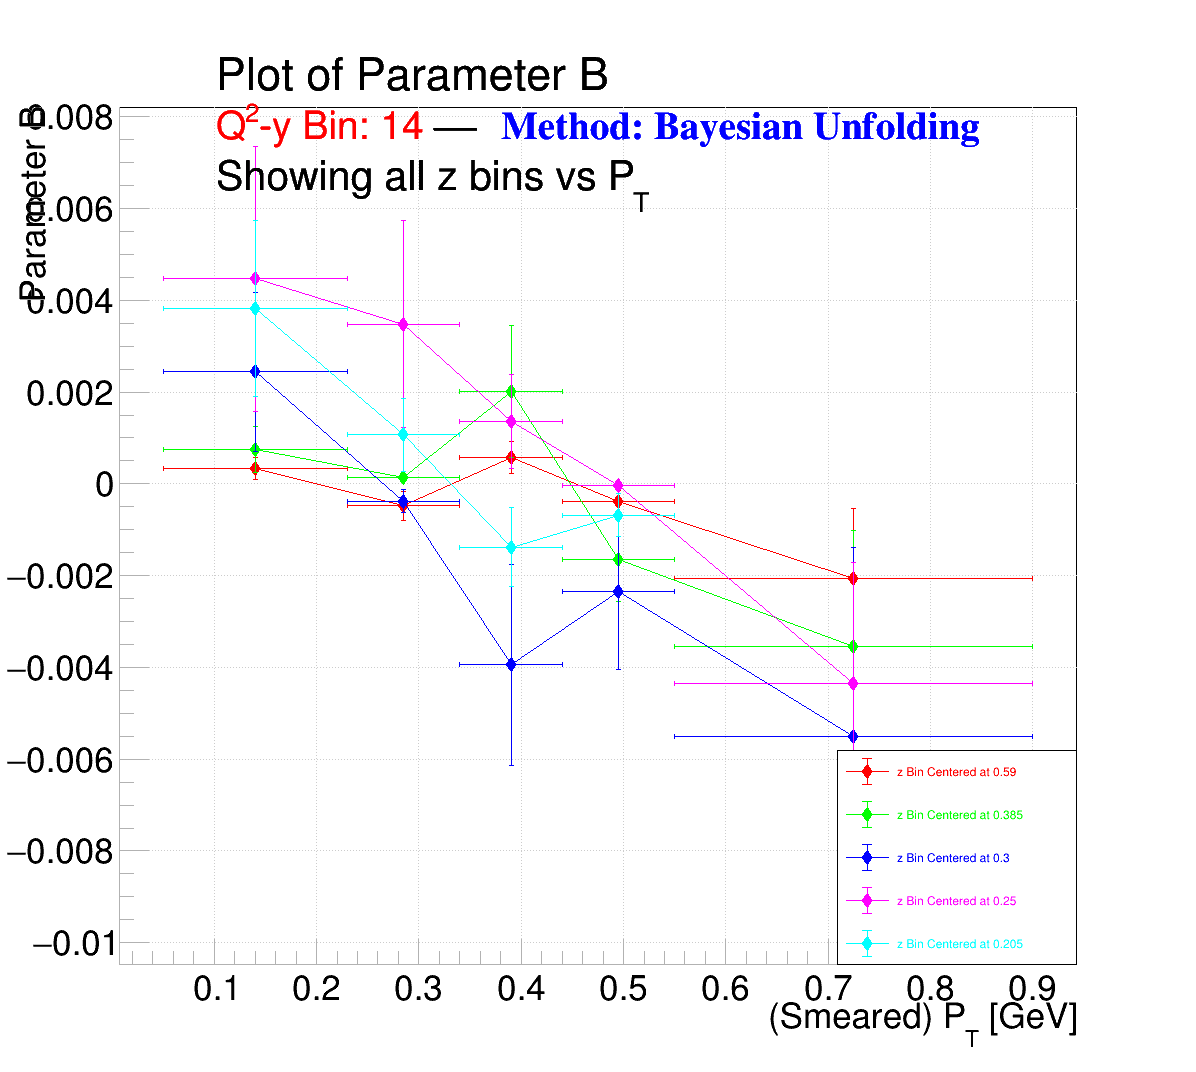 Plot of Parameter B
Q²-y Bin: 14 — Method: Bayesian Unfolding
Showing all z bins vs P_T
Parameter B
0.008
0.006
0.004
0.002
0
−0.002
−0.004
−0.006
−0.008
−0.01
z Bin Centered at 0.59
z Bin Centered at 0.385
z Bin Centered at 0.3
z Bin Centered at 0.25
z Bin Centered at 0.205
0.1 0.2 0.3 0.4 0.5 0.6 0.7 0.8 0.9
(Smeared) P_T [GeV]